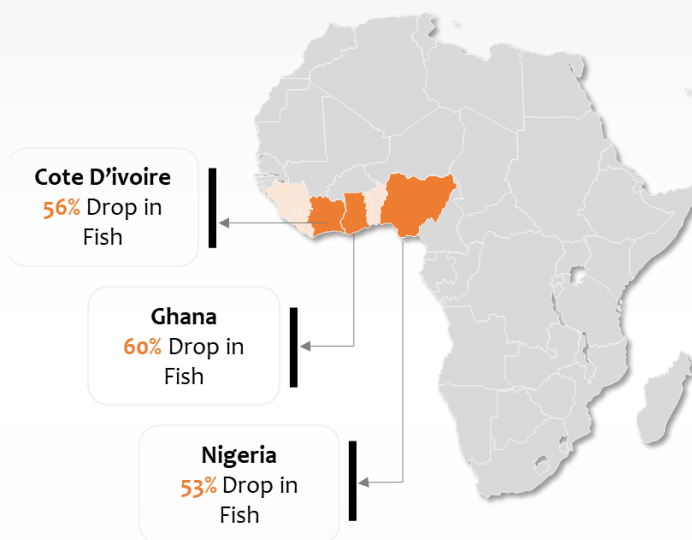 Cote D'ivoire
56% Drop in
Fish
Ghana
60% Drop in
Fish
Nigeria
53% Drop in
Fish